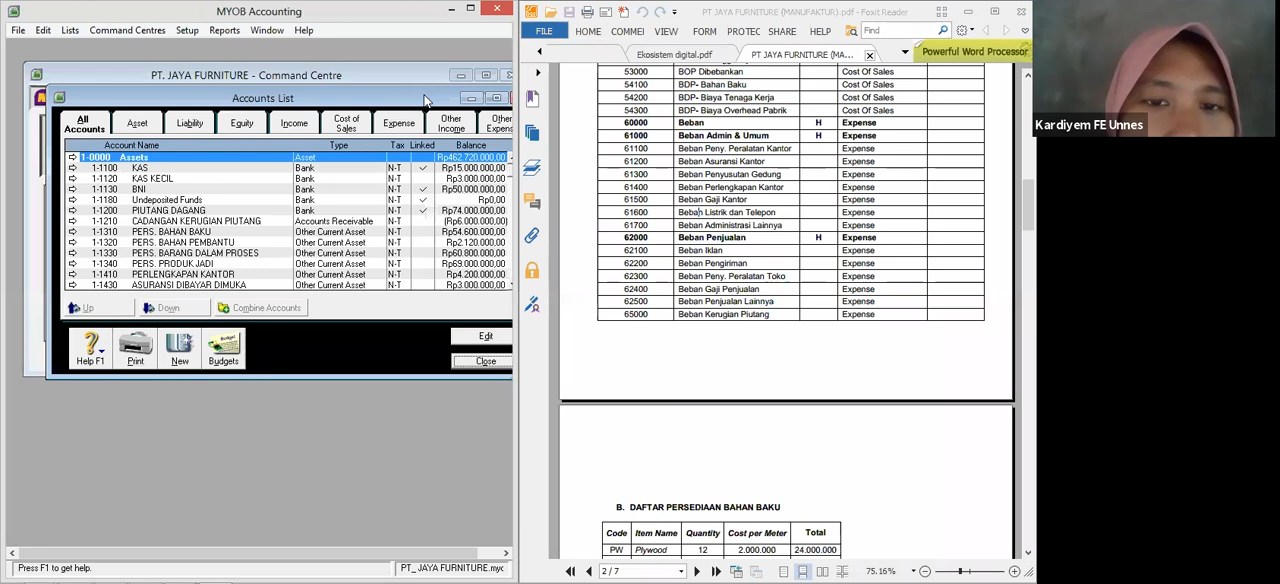 MYOB Accounting
File Edit Lists Command Centres Setup Reports Window Help
PT. JAYA FURNITURE - Command Centre
Accounts List
All Accounts Asset Liability Equity Income Cost of Sales Expense Other Income Other Expens
Account Name Type Tax Linked Balance
1-0000 Assets Asset Rp462.720.000,00
1-1100 KAS Bank N-T Rp15.000.000,00
1-1120 KAS KECIL Bank N-T Rp3.000.000,00
1-1130 BNI Bank N-T Rp50.000.000,00
1-1180 Undeposited Funds Bank N-T Rp0,00
1-1200 PIUTANG DAGANG Bank N-T Rp74.000.000,00
1-1210 CADANGAN KERUGIAN PIUTANG Accounts Receivable N-T (Rp6.000.000,00)
1-1310 PERS. BAHAN BAKU Other Current Asset N-T Rp54.600.000,00
1-1320 PERS. BAHAN PEMBANTU Other Current Asset N-T Rp2.120.000,00
1-1330 PERS. BARANG DALAM PROSES Other Current Asset N-T Rp60.800.000,00
1-1340 PERS. PRODUK JADI Other Current Asset N-T Rp69.000.000,00
1-1410 PERLENGKAPAN KANTOR Other Current Asset N-T Rp4.200.000,00
1-1430 ASURANSI DIBAYAR DIMUKA Other Current Asset N-T Rp3.000.000,00
Up Down Combine Accounts
Help F1 Print New Budgets
Budget
Edit
Close
Press F1 to get help. PT_ JAYA FURNITURE.myo
PT JAYA FURNITURE (MANUFAKTUR).pdf - Foxit Reader
FILE HOME COMMEI VIEW FORM PROTEC SHARE HELP Find
Ekosistem digital.pdf PT JAYA FURNITURE (MA... Powerful Word Processor
53000 BOP Dibebankan Cost Of Sales
54100 BDP- Bahan Baku Cost Of Sales
54200 BDP- Biaya Tenaga Kerja Cost Of Sales
54300 BDP- Biaya Overhead Pabrik Cost Of Sales
60000 Beban H Expense
61000 Beban Admin & Umum H Expense
61100 Beban Peny. Peralatan Kantor Expense
61200 Beban Asuransi Kantor Expense
61300 Beban Penyusutan Gedung Expense
61400 Beban Perlengkapan Kantor Expense
61500 Beban Gaji Kantor Expense
61600 Beban Listrik dan Telepon Expense
61700 Beban Administrasi Lainnya Expense
62000 Beban Penjualan H Expense
62100 Beban Iklan Expense
62200 Beban Pengiriman Expense
62300 Beban Peny. Peralatan Toko Expense
62400 Beban Gaji Penjualan Expense
62500 Beban Penjualan Lainnya Expense
65000 Beban Kerugian Piutang Expense
B. DAFTAR PERSEDIAAN BAHAN BAKU
Code Item Name Quantity Cost per Meter Total
PW Plywood 12 2.000.000 24.000.000
2 / 7 75.16%
Kardiyem FE Unnes